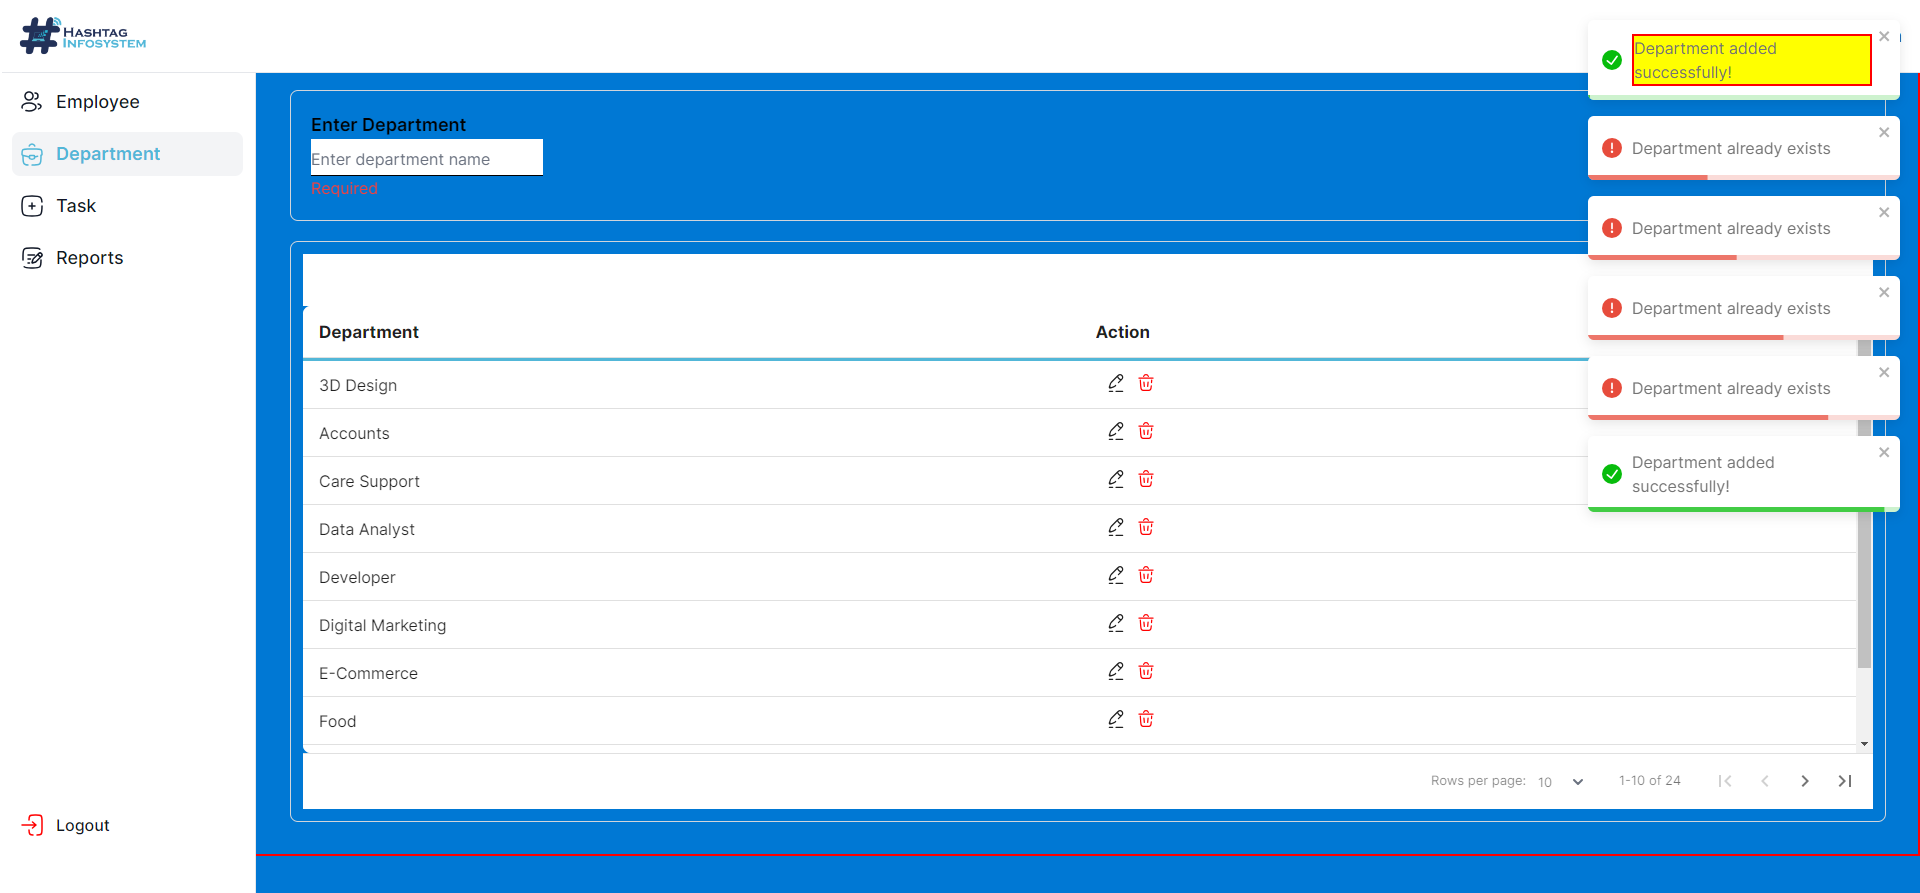 HASHTAG
INFOSYSTEM
Employee
Department
Task
Reports
Logout
Enter Department
Enter department name
Required
Department Action
3D Design
Accounts
Care Support
Data Analyst
Developer
Digital Marketing
E-Commerce
Food
Rows per page: 10 1-10 of 24
Department added
successfully!
Department already exists
Department already exists
Department already exists
Department already exists
Department added
successfully!